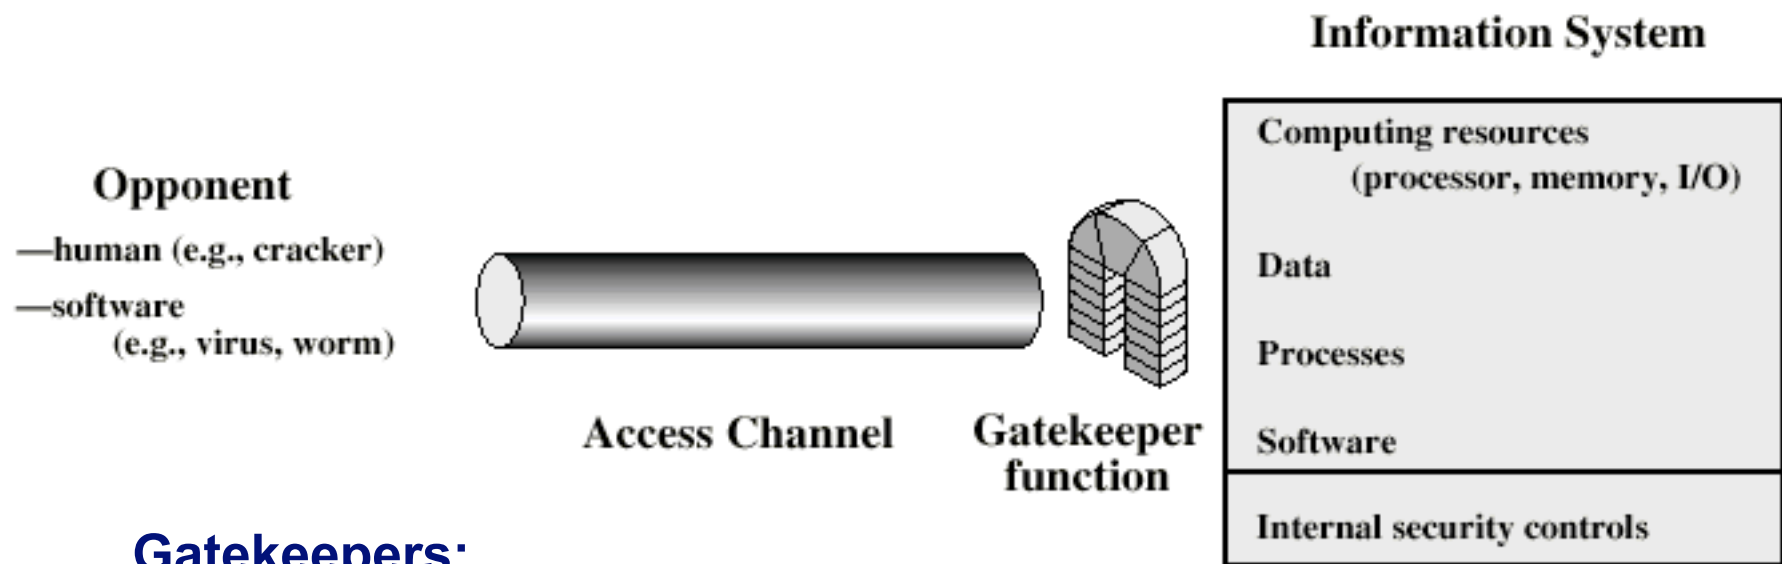 Information System
Opponent
—human (e.g., cracker)
—software
(e.g., virus, worm)
Access Channel
Gatekeeper
function
Computing resources
(processor, memory, I/O)
Data
Processes
Software
Internal security controls
Gatekeepers: